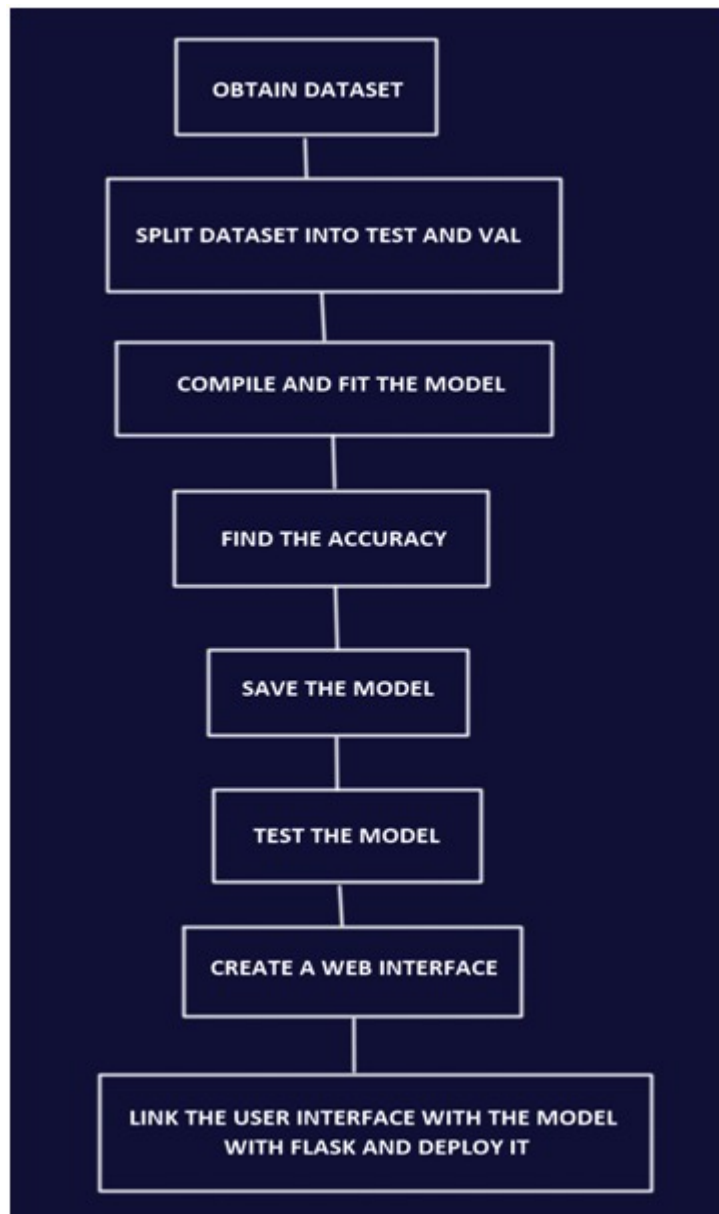 OBTAIN DATASET
SPLIT DATASET INTO TEST AND VAL
COMPILE AND FIT THE MODEL
FIND THE ACCURACY
SAVE THE MODEL
TEST THE MODEL
CREATE A WEB INTERFACE
LINK THE USER INTERFACE WITH THE MODEL
WITH FLASK AND DEPLOY IT